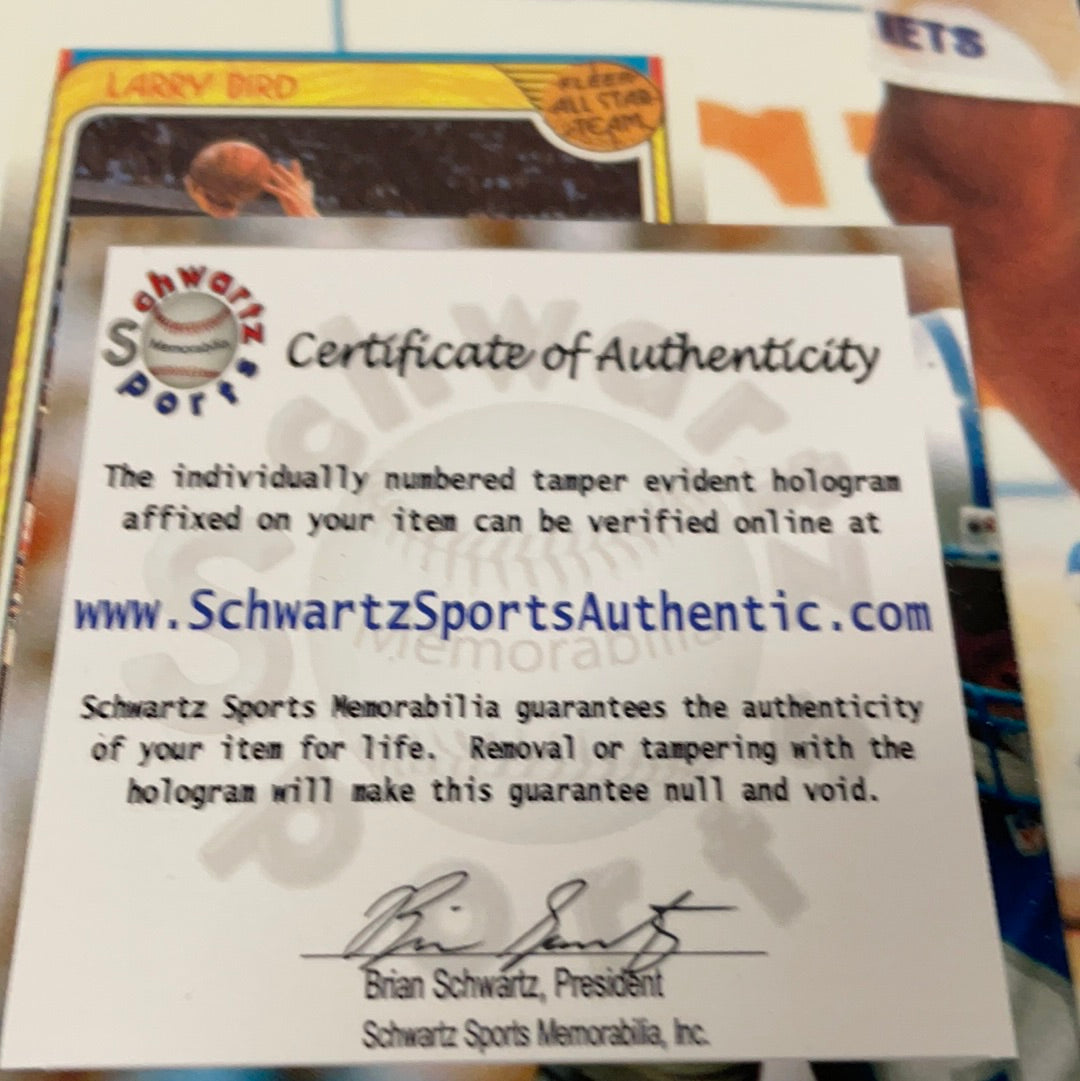 LARRY BIRD
FLEER
ALL STAR
TEAM
NETS
Schwartz
Sports
Memorabilia
Certificate of Authenticity
The individually numbered tamper evident hologram
affixed on your item can be verified online at
www.SchwartzSportsAuthentic.com
Schwartz Sports Memorabilia guarantees the authenticity
of your item for life. Removal or tampering with the
hologram will make this guarantee null and void.
Brian Schwartz, President
Schwartz Sports Memorabilia, Inc.